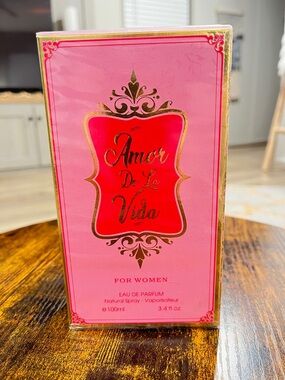 Amor
De La
Vida
FOR WOMEN
EAU DE PARFUM
Natural Spray - Vaporisateur
e 100ml 3.4 fl.oz